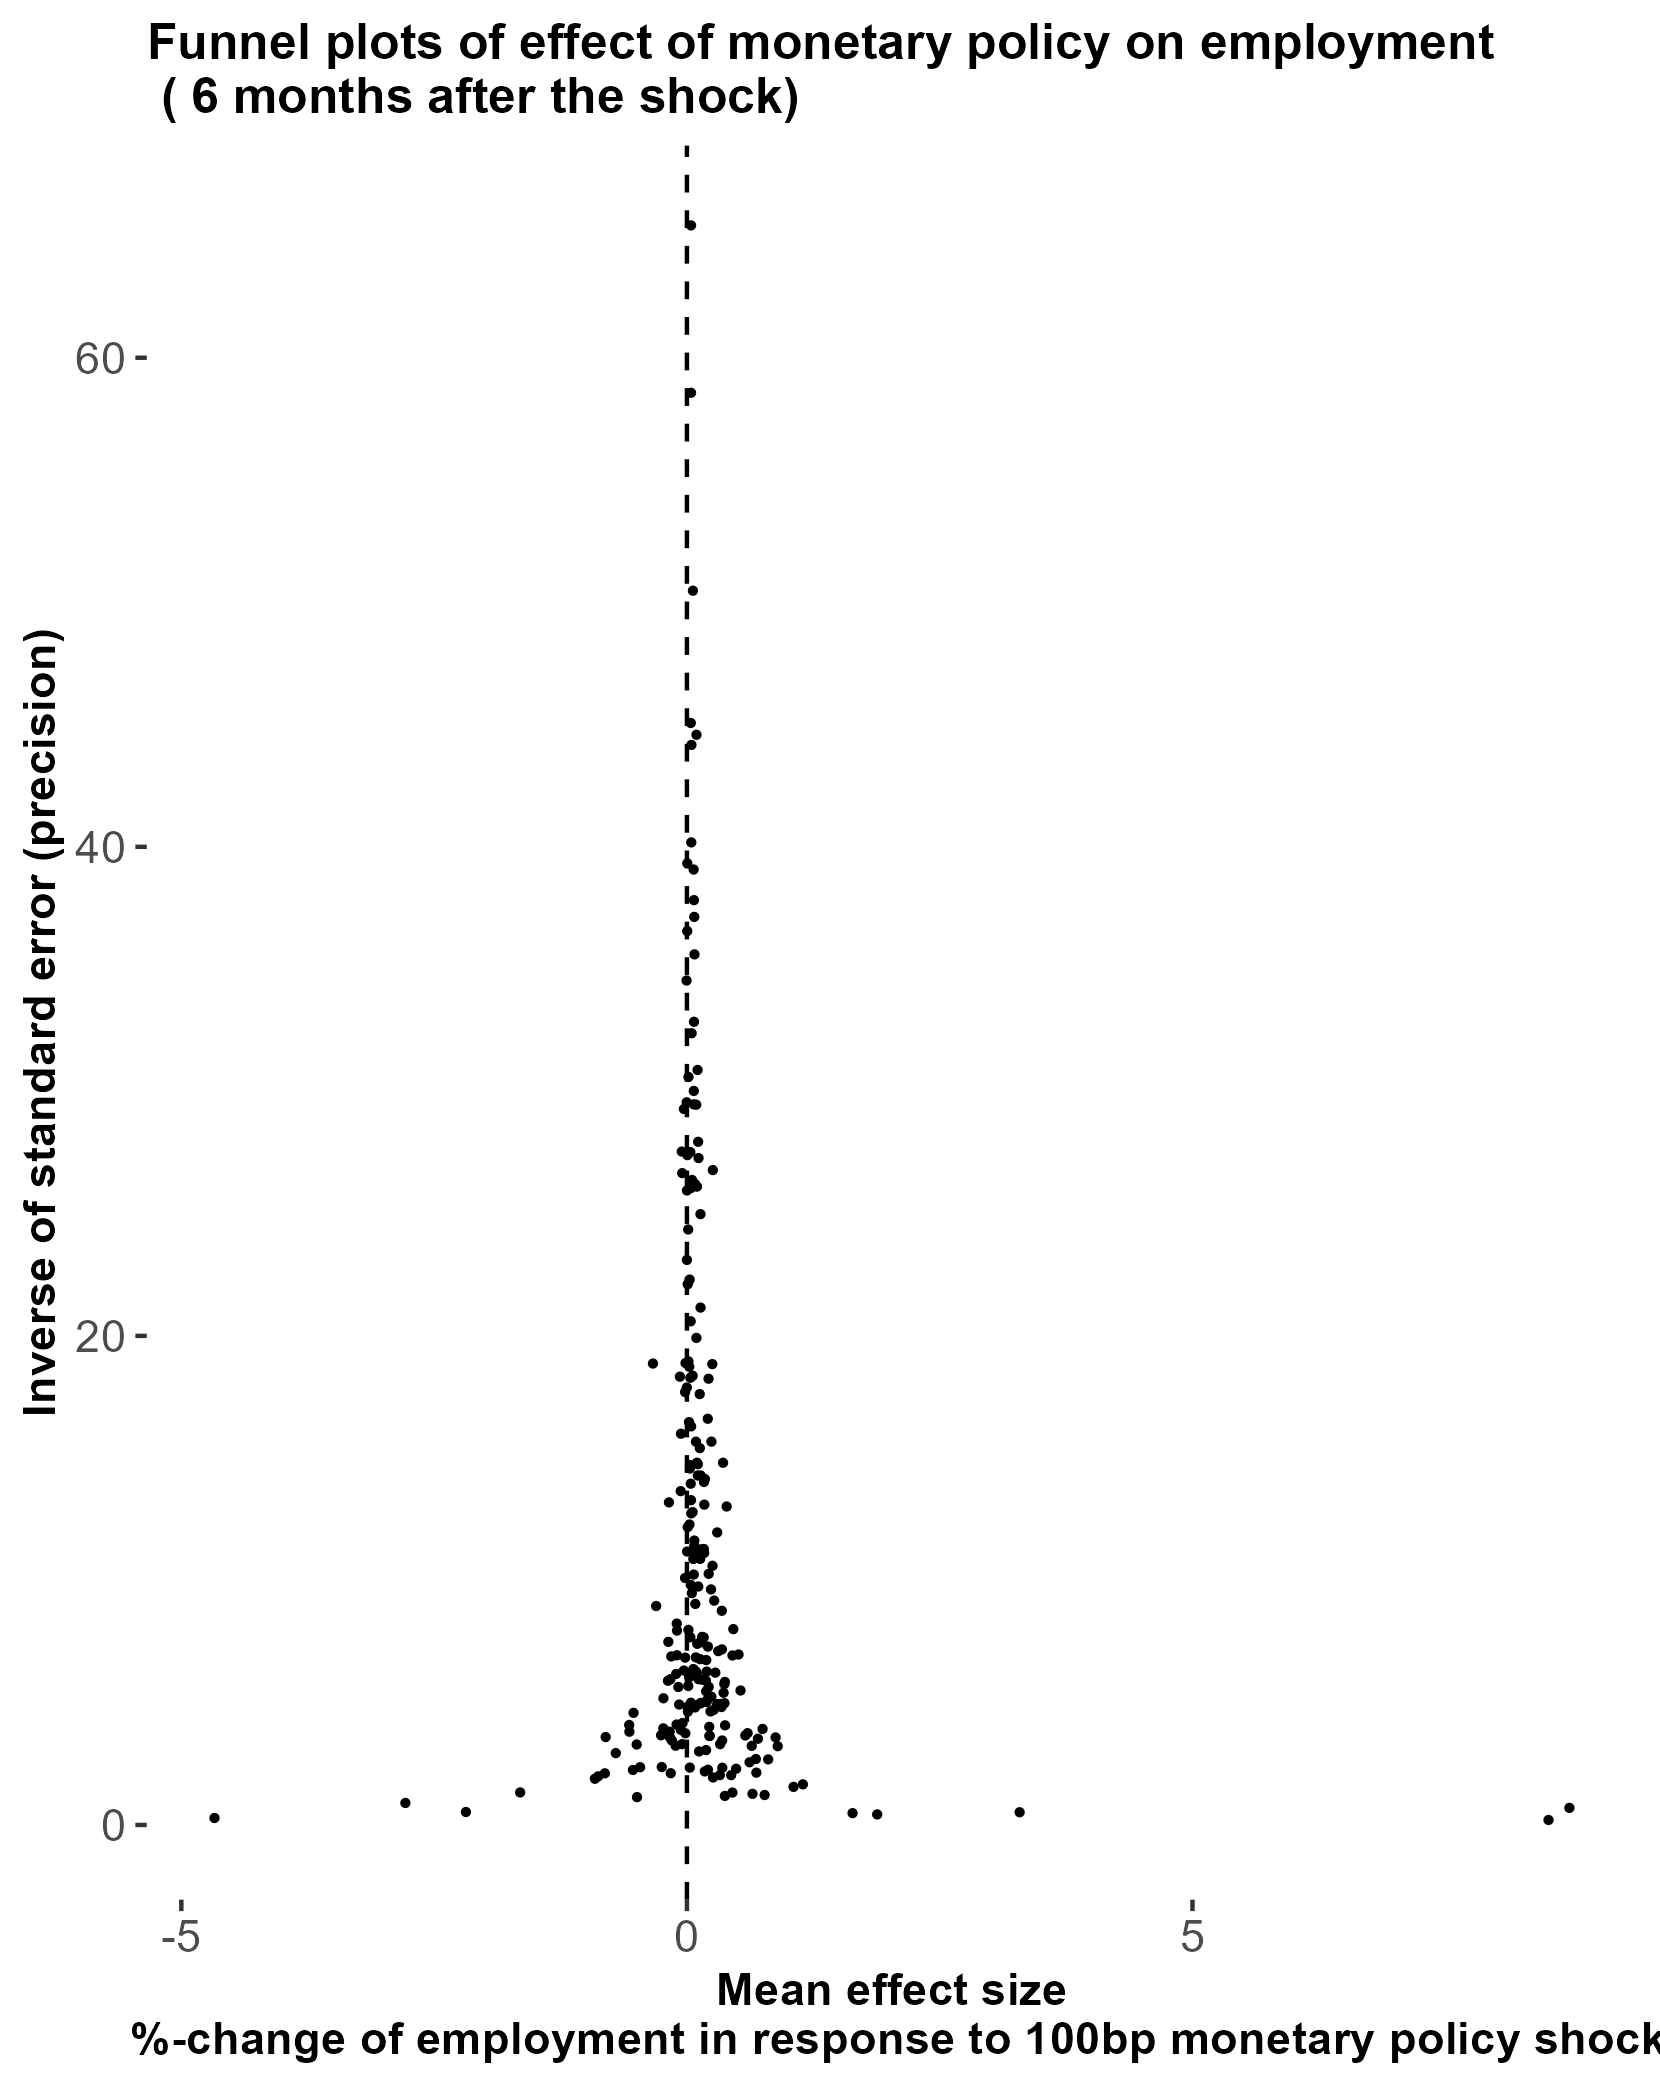 Funnel plots of effect of monetary policy on employment
( 6 months after the shock)
Inverse of standard error (precision)
60
40
20
0
-5
0
5
Mean effect size
%-change of employment in response to 100bp monetary policy shock